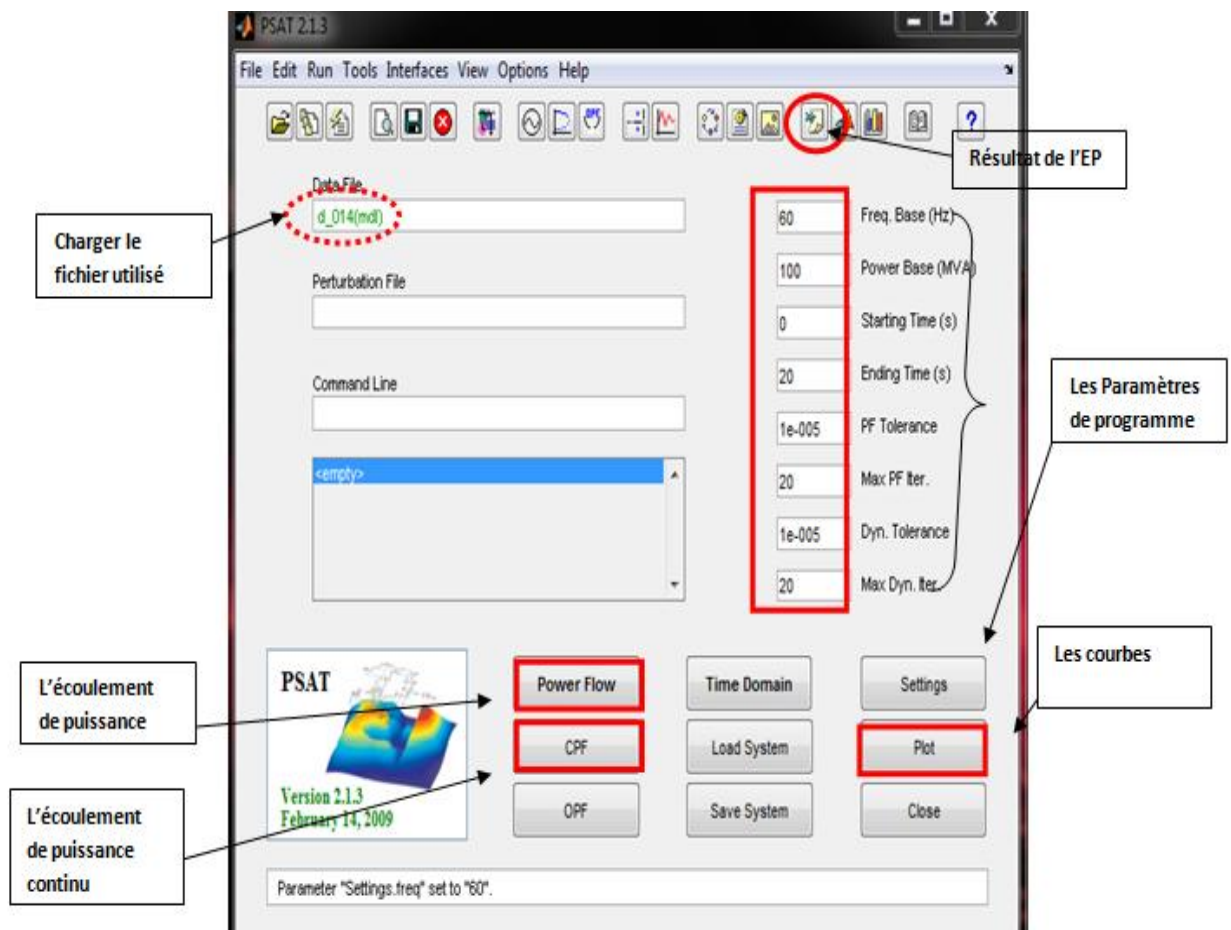 PSAT 2.1.3
File Edit Run Tools Interfaces View Options Help
Résultat de l'EP
Data File
d_014(mdl)
Charger le
fichier utilisé
Perturbation File
Command Line
<empty>
60 Freq. Base (Hz)
100 Power Base (MVA)
0 Starting Time (s)
20 Ending Time (s)
1e-005 PF Tolerance
20 Max PF Iter.
1e-005 Dyn. Tolerance
20 Max Dyn. Iter.
Les Paramètres
de programme
Les courbes
L'écoulement
de puissance
L'écoulement
de puissance
continu
PSAT
Version 2.1.3
February 14, 2009
Power Flow
Time Domain
Settings
CPF
Load System
Plot
OPF
Save System
Close
Parameter "Settings.freq" set to "60".